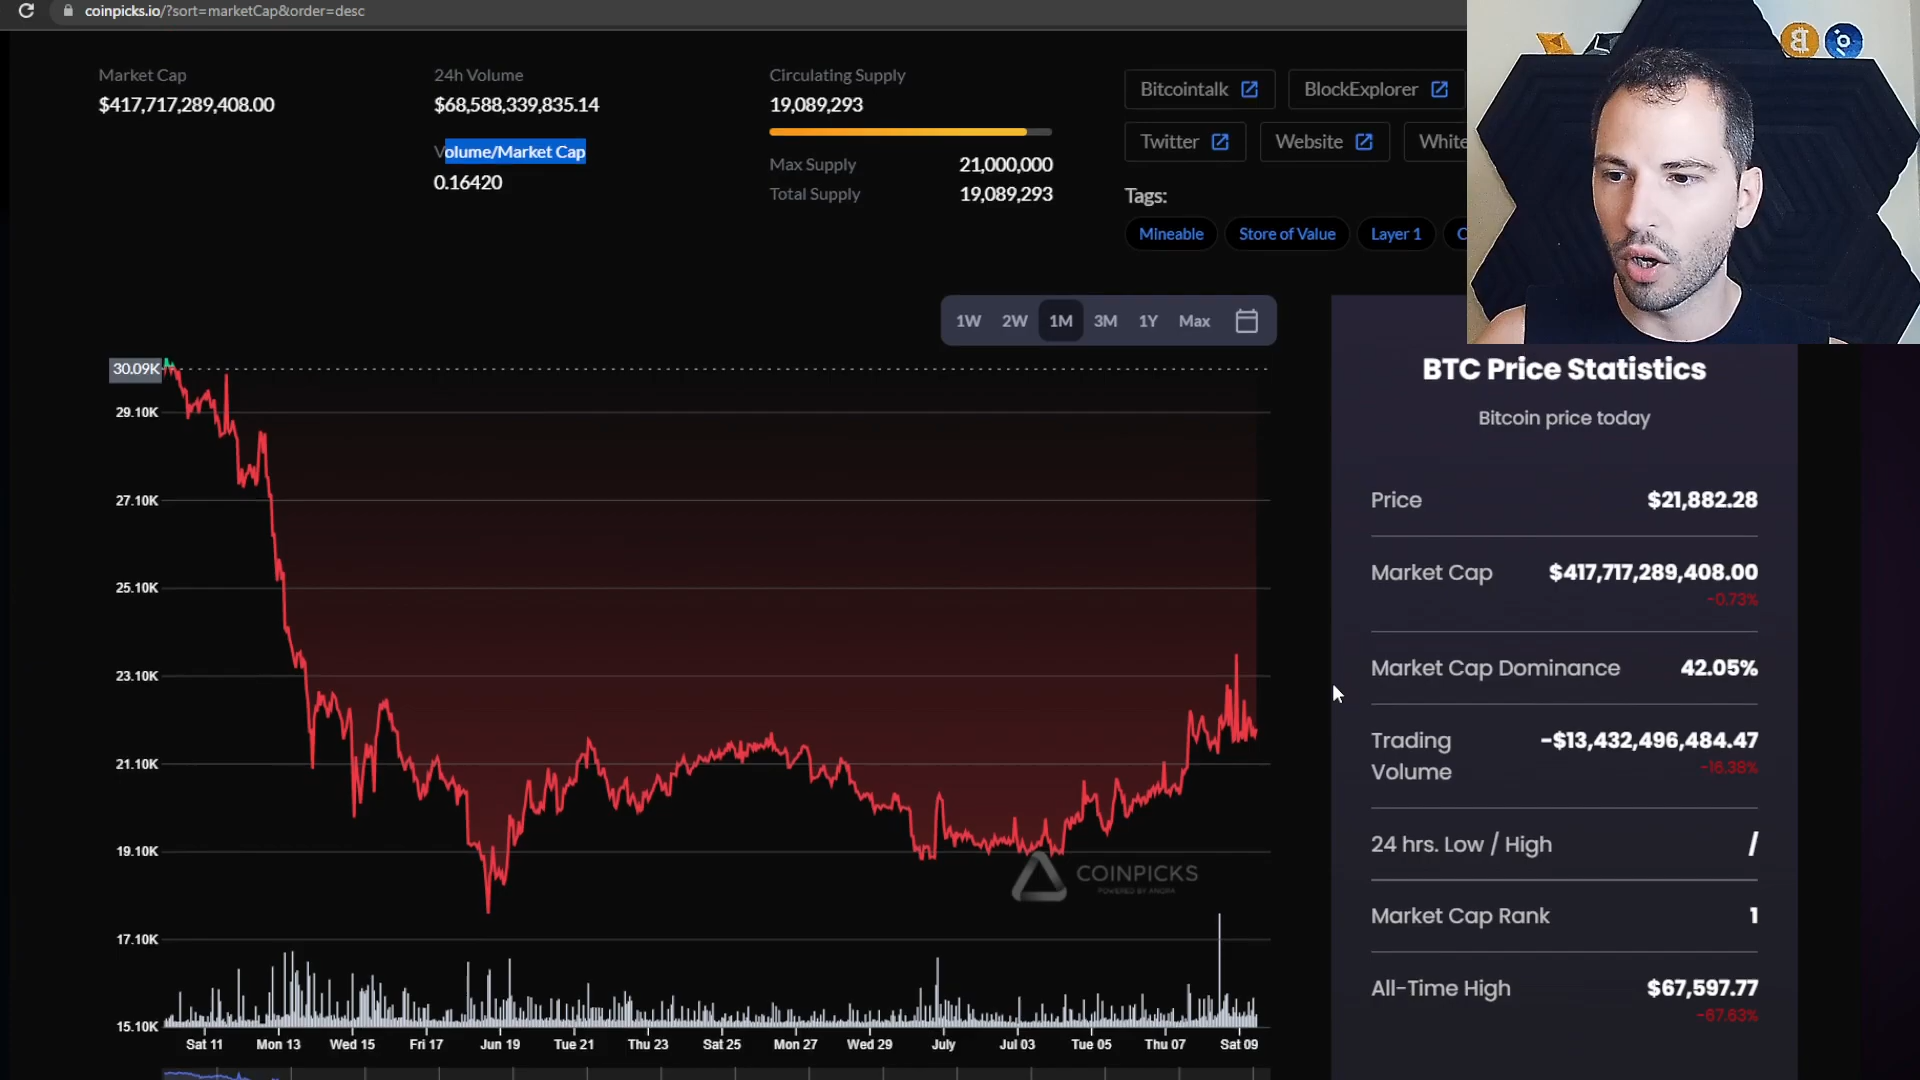 coinpicks.io/?sort=marketCap&order=desc
Market Cap
$417,717,289,408.00
24h Volume
$68,588,339,835.14
Volume/Market Cap
0.16420
Circulating Supply
19,089,293
Max Supply 21,000,000
Total Supply 19,089,293
Bitcointalk BlockExplorer
Twitter Website White
Tags:
Mineable Store of Value Layer 1 C
1W 2W 1M 3M 1Y Max
30.09K
29.10K
27.10K
25.10K
23.10K
21.10K
19.10K
17.10K
15.10K
COINPICKS
POWERED BY ANORA
Sat 11 Mon 13 Wed 15 Fri 17 Jun 19 Tue 21 Thu 23 Sat 25 Mon 27 Wed 29 July Jul 03 Tue 05 Thu 07 Sat 09
BTC Price Statistics
Bitcoin price today
Price $21,882.28
Market Cap $417,717,289,408.00
-0.73%
Market Cap Dominance 42.05%
Trading Volume -$13,432,496,484.47
-16.38%
24 hrs. Low / High /
Market Cap Rank 1
All-Time High $67,597.77
-67.63%